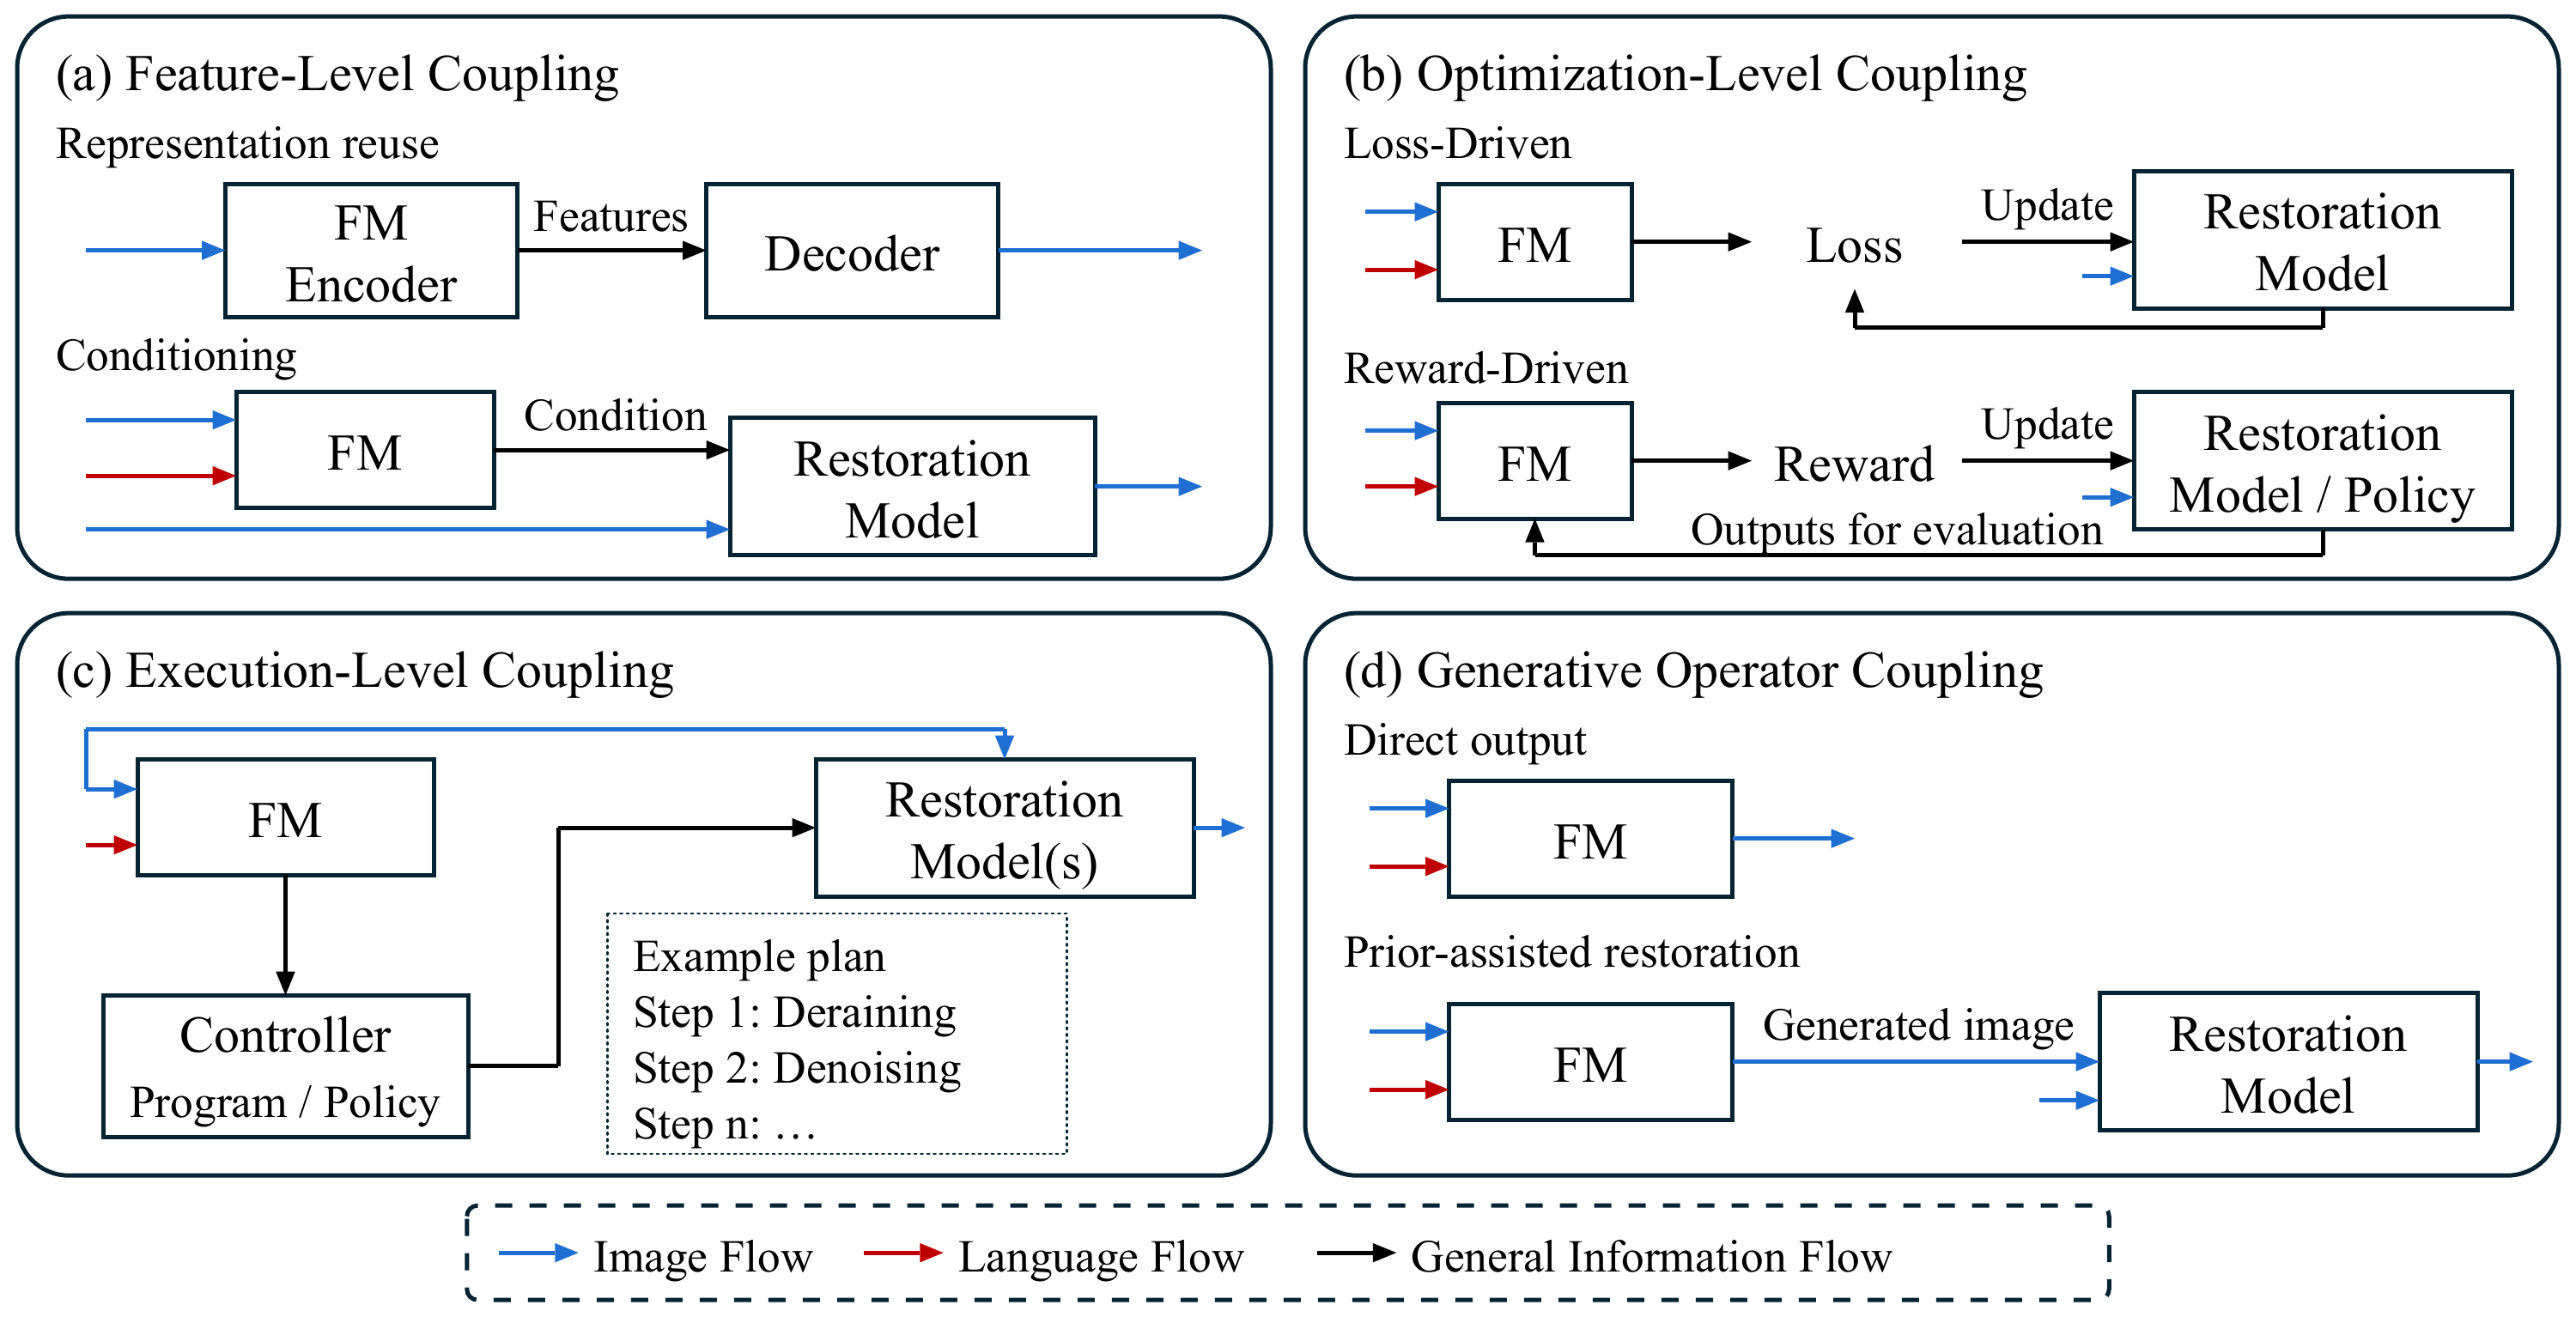 (a) Feature-Level Coupling
Representation reuse
FM
Encoder
Features
Decoder
Conditioning
FM
Condition
Restoration
Model
(b) Optimization-Level Coupling
Loss-Driven
FM
Loss
Update
Restoration
Model
Reward-Driven
FM
Reward
Update
Restoration
Model / Policy
Outputs for evaluation
(c) Execution-Level Coupling
FM
Restoration
Model(s)
Controller
Program / Policy
Example plan
Step 1: Deraining
Step 2: Denoising
Step n: …
(d) Generative Operator Coupling
Direct output
FM
Prior-assisted restoration
FM
Generated image
Restoration
Model
Image Flow
Language Flow
General Information Flow